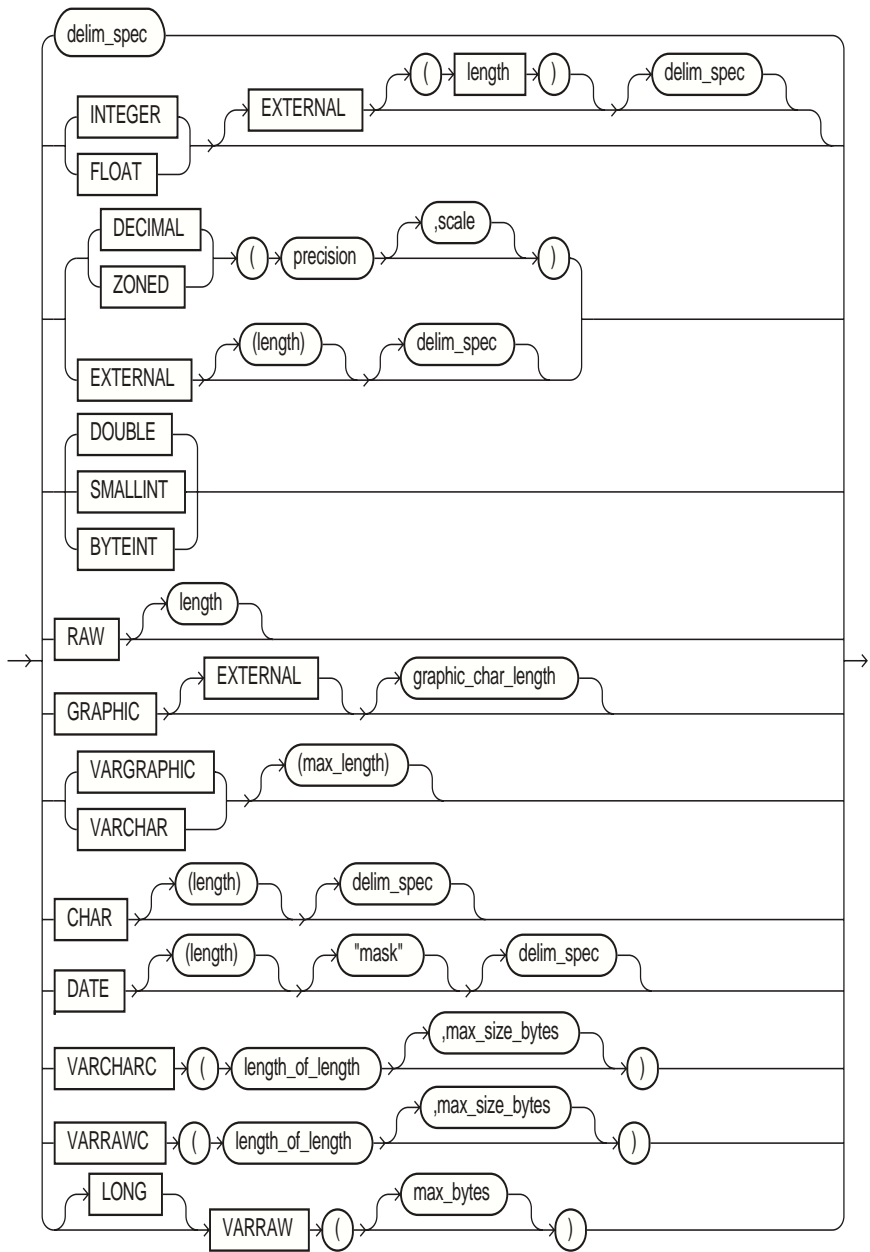 delim_spec
( length ) delim_spec
INTEGER EXTERNAL
FLOAT
,scale
DECIMAL ( precision )
ZONED
(length) delim_spec
EXTERNAL
DOUBLE
SMALLINT
BYTEINT
length
RAW
EXTERNAL graphic_char_length
GRAPHIC
(max_length)
VARGRAPHIC
VARCHAR
(length) delim_spec
CHAR
(length) "mask" delim_spec
DATE
,max_size_bytes
VARCHARC ( length_of_length )
,max_size_bytes
VARRAWC ( length_of_length )
LONG max_bytes
VARRAW ( )